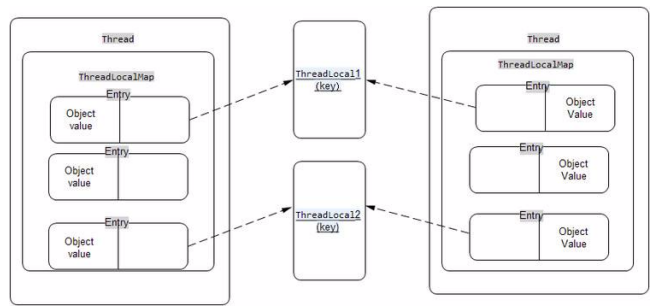 Thread
ThreadLocalMap
Entry
Object
value
Entry
Object
value
Entry
Object
value
ThreadLocal1
(key)
ThreadLocal2
(key)
Thread
ThreadLocalMap
Entry
Object
Value
Entry
Object
Value
Entry
Object
Value